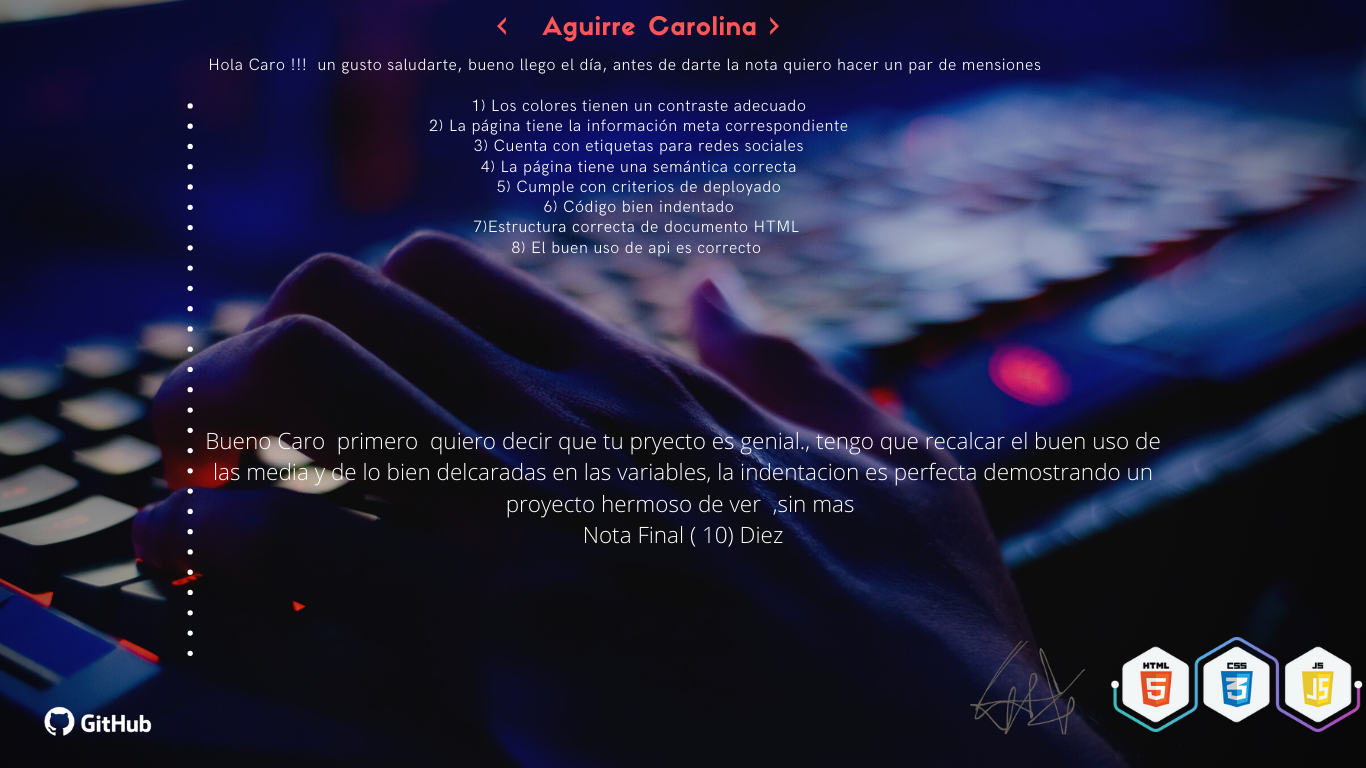 < Aguirre Carolina >
Hola Caro !!! un gusto saludarte, bueno llego el día, antes de darte la nota quiero hacer un par de mensiones
1) Los colores tienen un contraste adecuado
2) La página tiene la información meta correspondiente
3) Cuenta con etiquetas para redes sociales
4) La página tiene una semántica correcta
5) Cumple con criterios de deployado
6) Código bien indentado
7)Estructura correcta de documento HTML
8) El buen uso de api es correcto
Bueno Caro primero quiero decir que tu pryecto es genial., tengo que recalcar el buen uso de
las media y de lo bien delcaradas en las variables, la indentacion es perfecta demostrando un
proyecto hermoso de ver ,sin mas
Nota Final ( 10) Diez
HTML 5
CSS 3
JS JS
GitHub